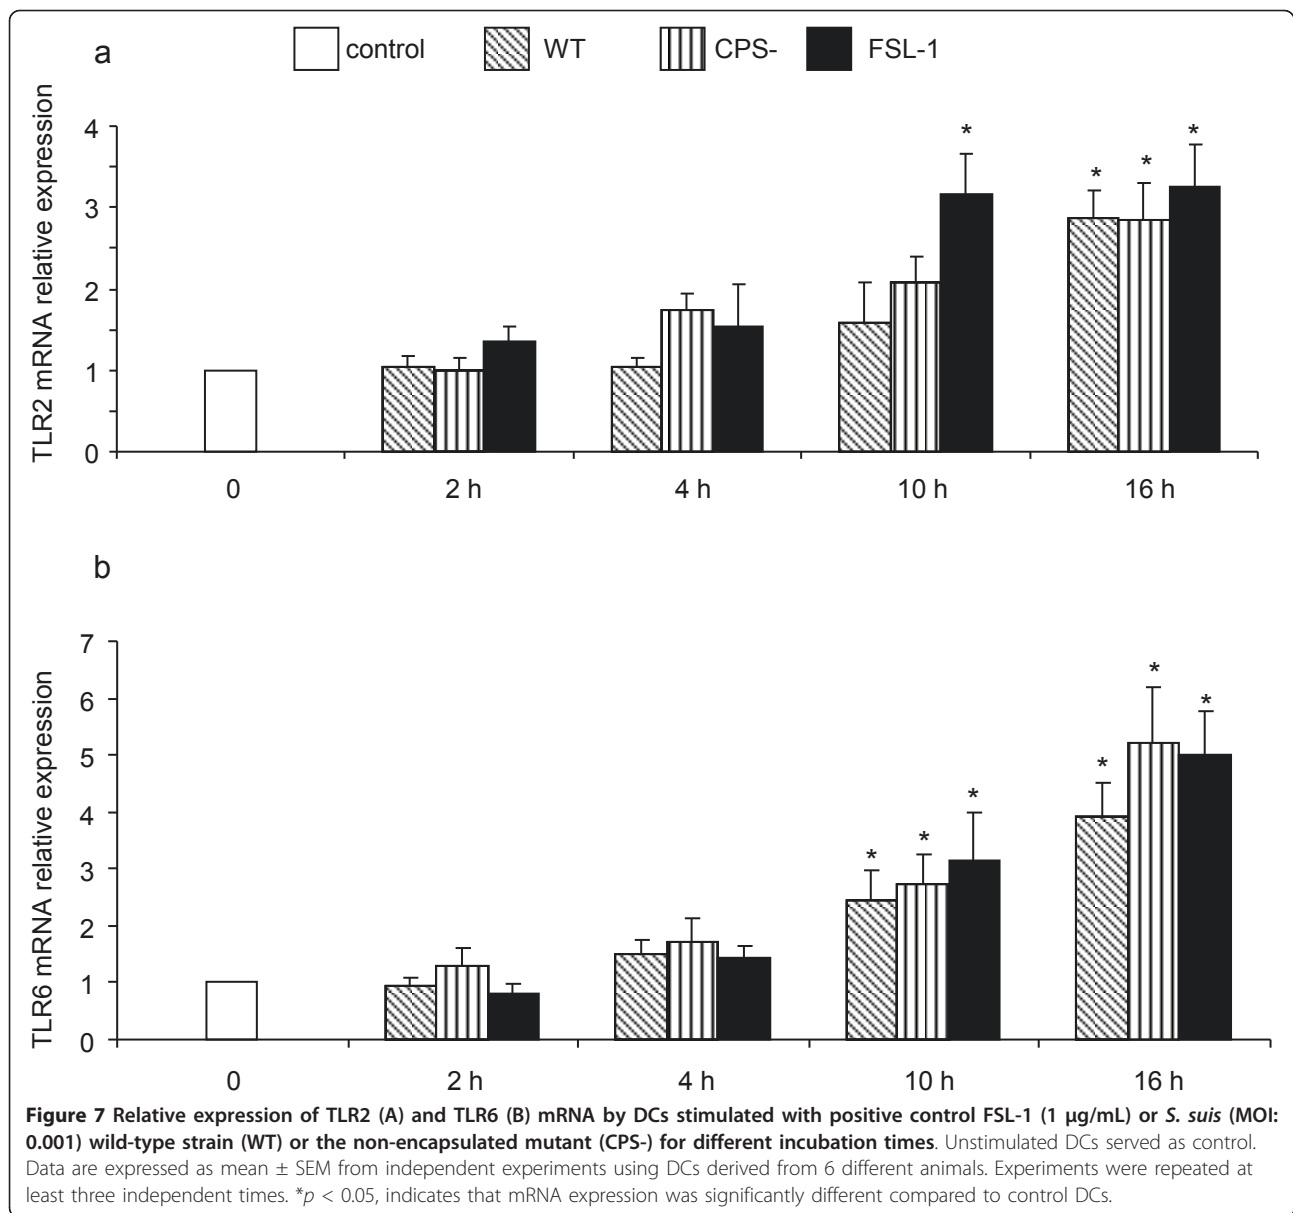 a
control WT CPS- FSL-1
TLR2 mRNA relative expression
4
3
2
1
0
* * * *
0 2 h 4 h 10 h 16 h
b
TLR6 mRNA relative expression
7
6
5
4
3
2
1
0
* * * * * *
0 2 h 4 h 10 h 16 h
Figure 7 Relative expression of TLR2 (A) and TLR6 (B) mRNA by DCs stimulated with positive control FSL-1 (1 μg/mL) or S. suis (MOI:
0.001) wild-type strain (WT) or the non-encapsulated mutant (CPS-) for different incubation times. Unstimulated DCs served as control.
Data are expressed as mean ± SEM from independent experiments using DCs derived from 6 different animals. Experiments were repeated at
least three independent times. *p < 0.05, indicates that mRNA expression was significantly different compared to control DCs.